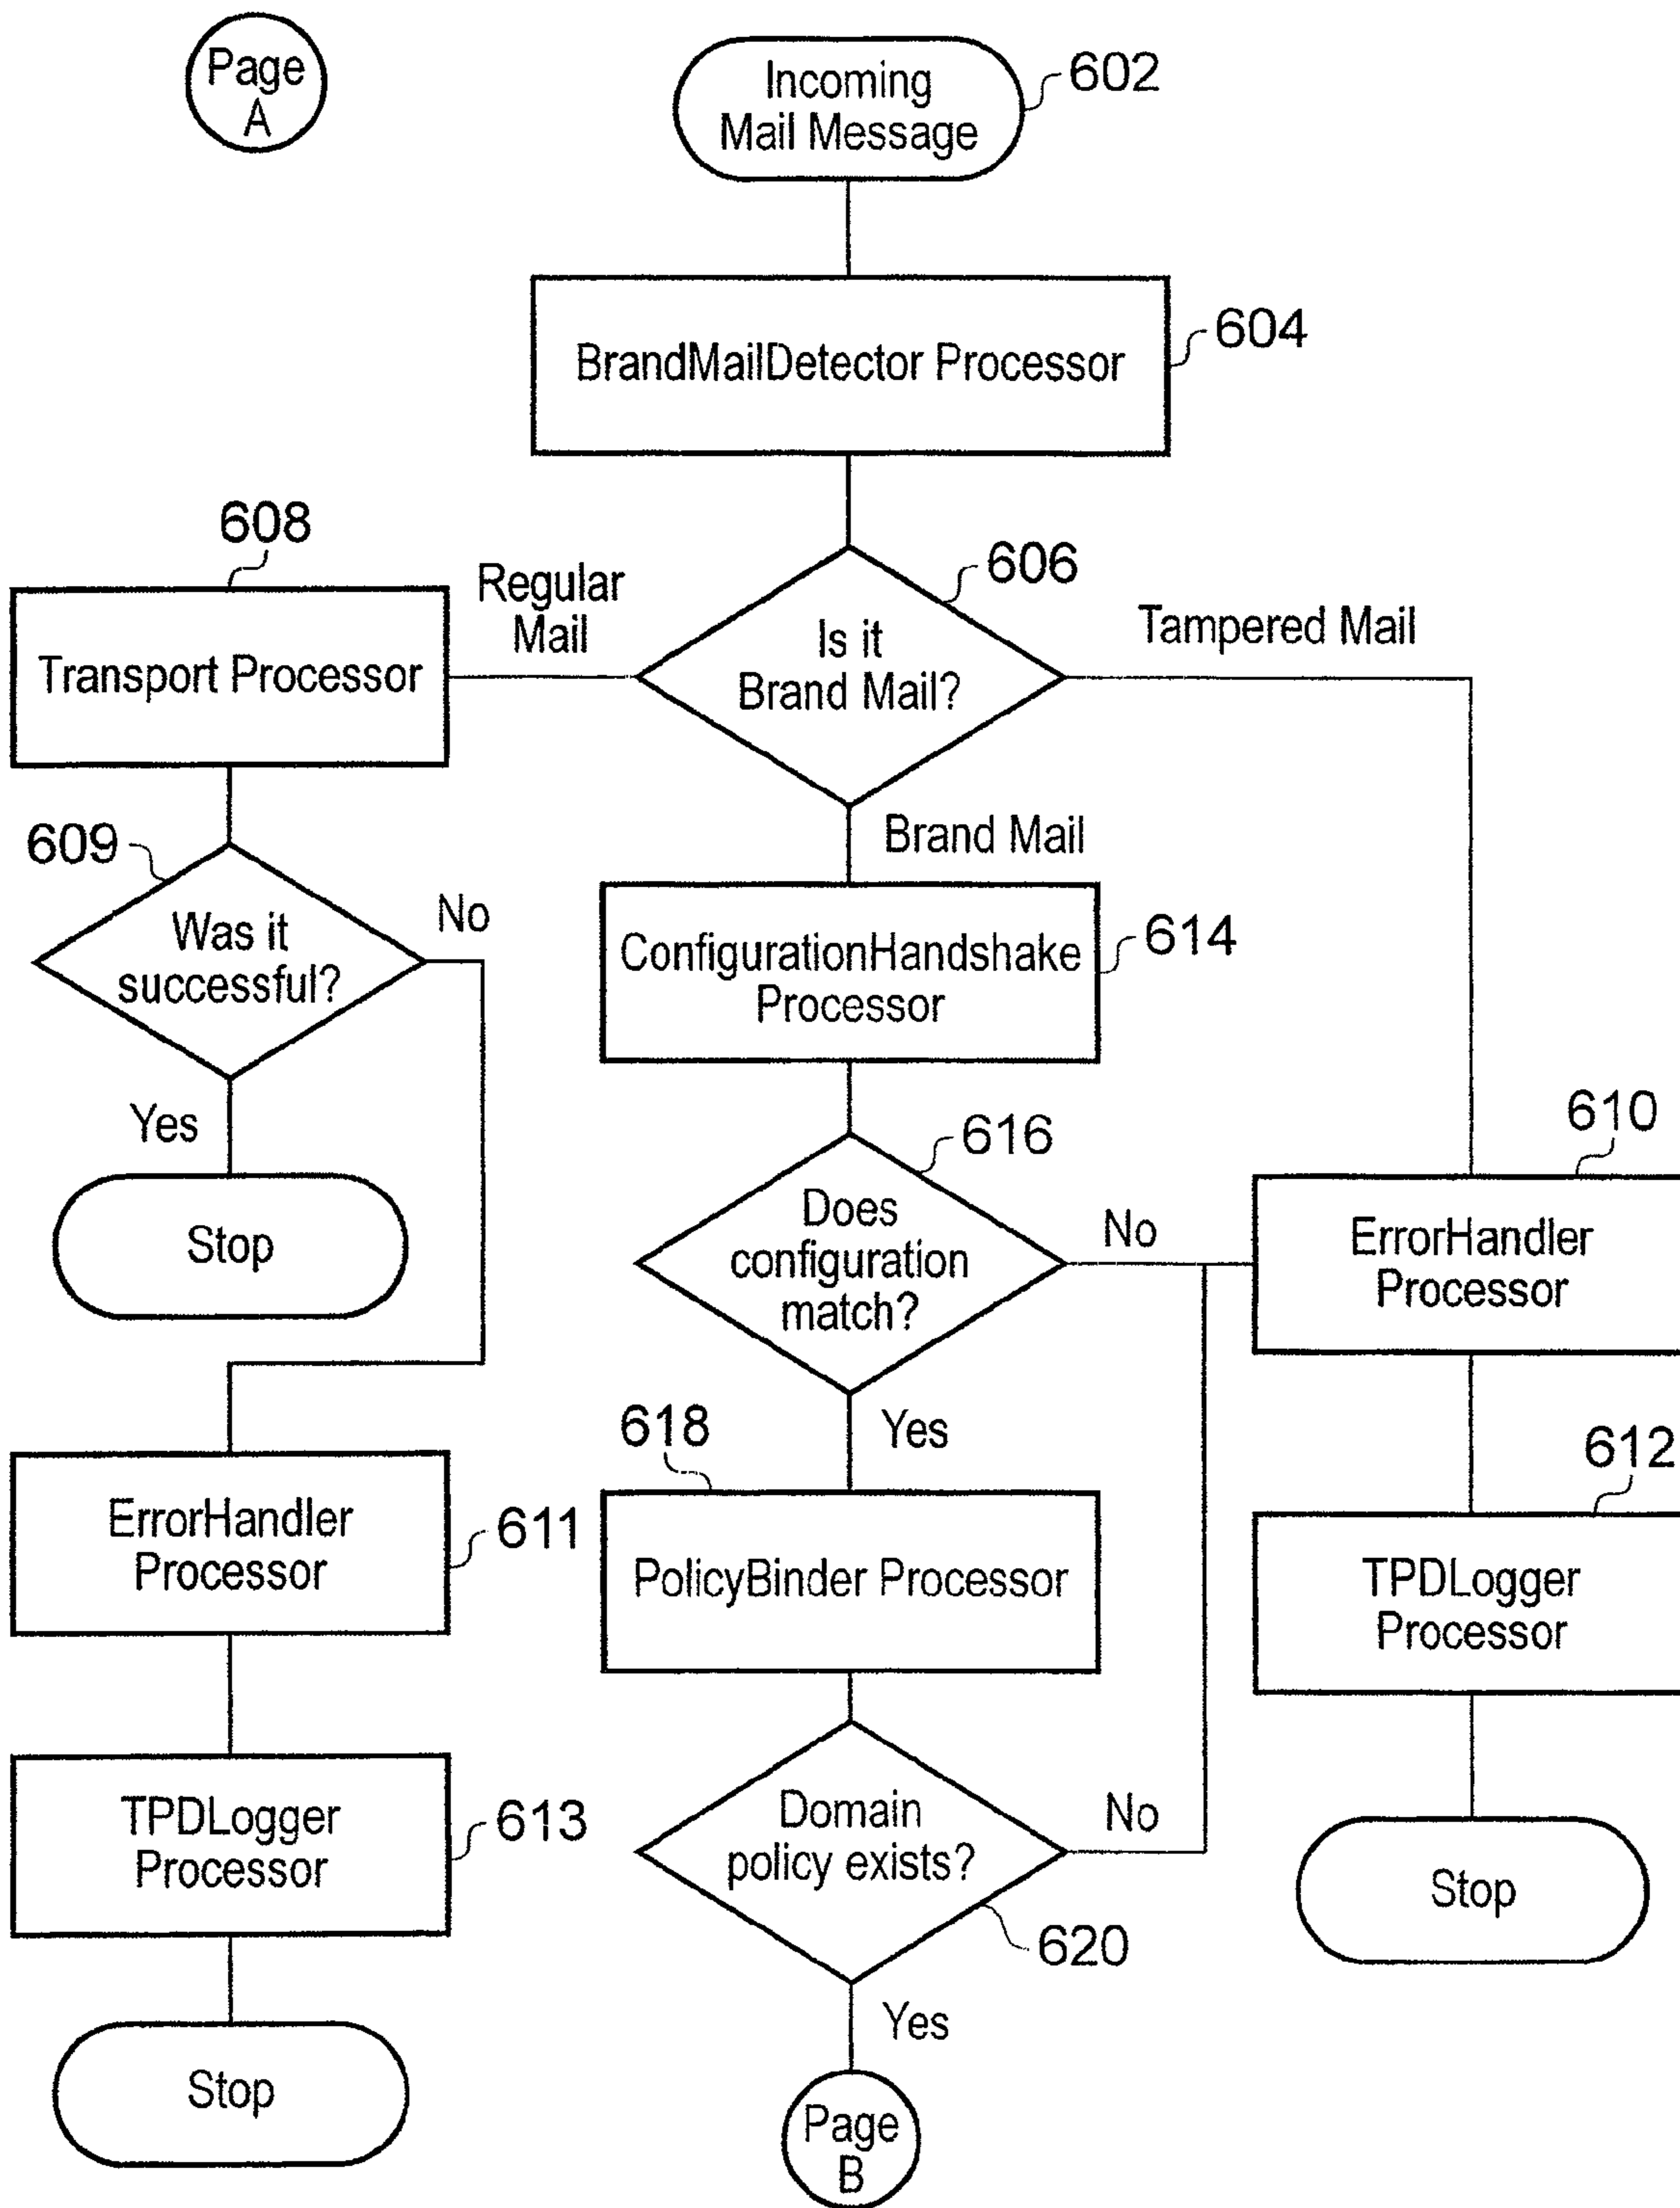 Page
A
Incoming
Mail Message
602
BrandMailDetector Processor
604
608
Regular
Mail
606
Tampered Mail
Transport Processor
Is it
Brand Mail?
609
Brand Mail
No
Was it
successful?
ConfigurationHandshake
Processor
614
Yes
616
610
Stop
Does
configuration
match?
No
ErrorHandler
Processor
618
Yes
612
ErrorHandler
Processor
611
PolicyBinder Processor
TPDLogger
Processor
TPDLogger
Processor
613
Domain
policy exists?
No
620
Stop
Stop
Yes
Page
B